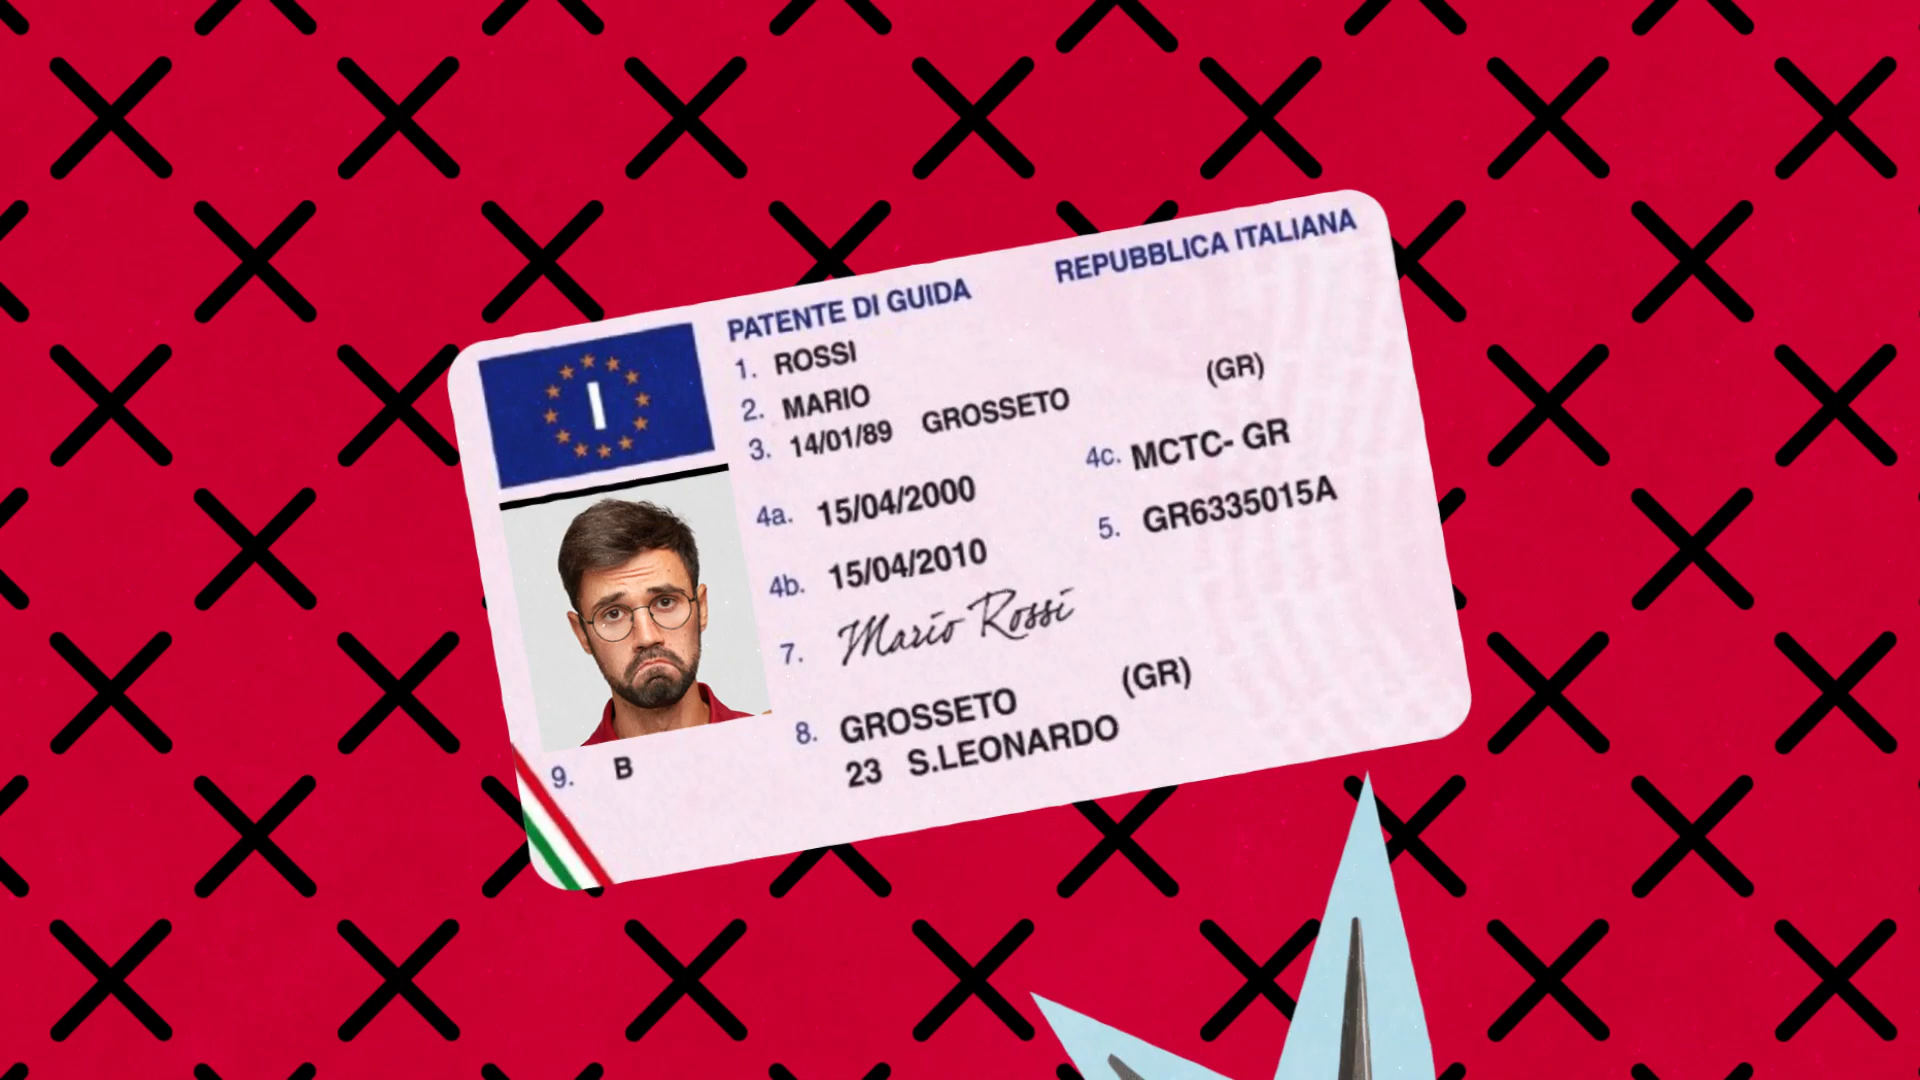 PATENTE DI GUIDA REPUBBLICA ITALIANA
I
1. ROSSI
2. MARIO
3. 14/01/89 GROSSETO (GR)
4a. 15/04/2000 4c. MCTC- GR
4b. 15/04/2010 5. GR6335015A
7. Mario Rossi
8. GROSSETO (GR)
23 S.LEONARDO
9. B